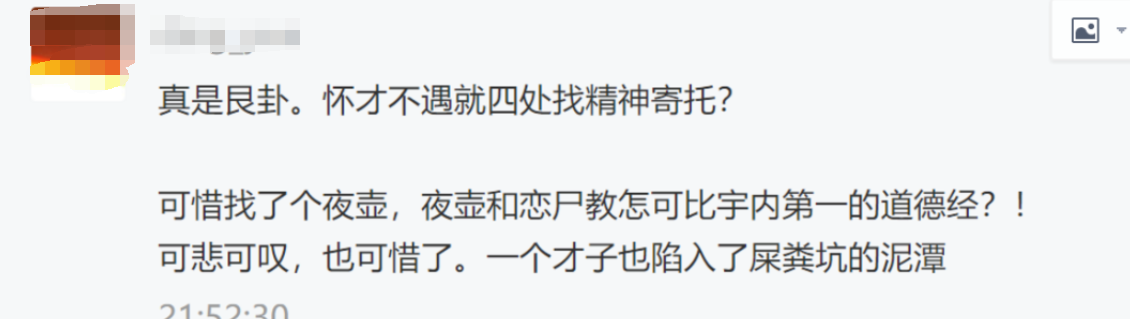 真是艮卦。怀才不遇就四处找精神寄托?
可惜找了个夜壶，夜壶和恋尸教怎可比宇内第一的道德经？！
可悲可叹，也可惜了。一个才子也陷入了屎粪坑的泥潭
21:52:30